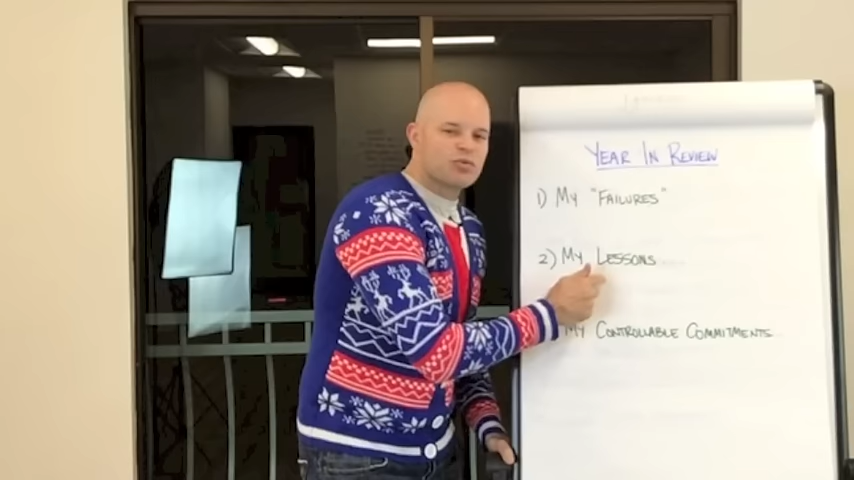 YEAR IN REVIEW
1) MY "FAILURES"
2) MY LESSONS
MY CONTROLLABLE COMMITMENTS